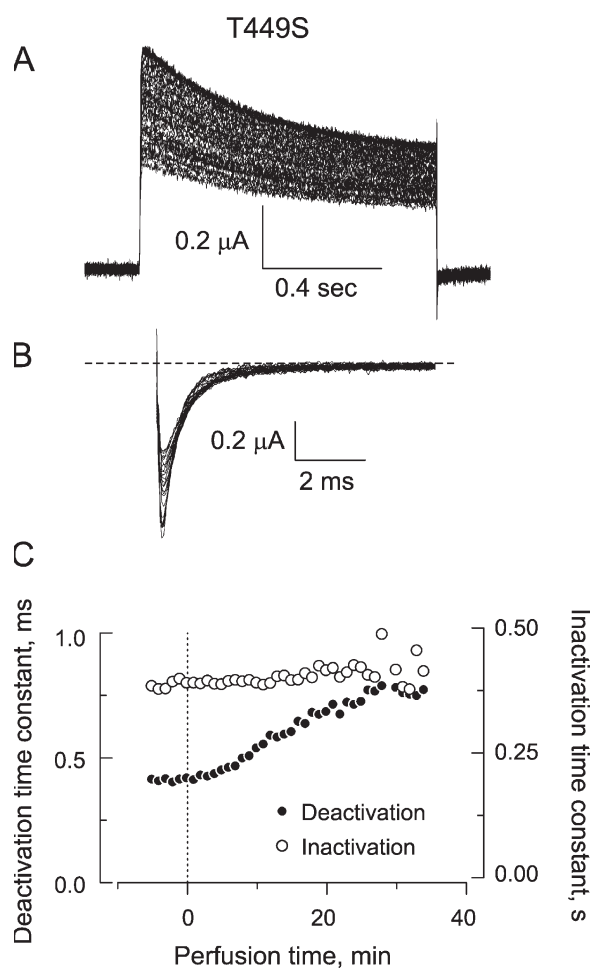 T449S
A
0.2 µA
0.4 sec
B
0.2 µA
2 ms
C
Deactivation time constant, ms
1.0
0.5
0.0
0.50
0.25
0.00
Inactivation time constant, s
Deactivation
Inactivation
0
20
40
Perfusion time, min